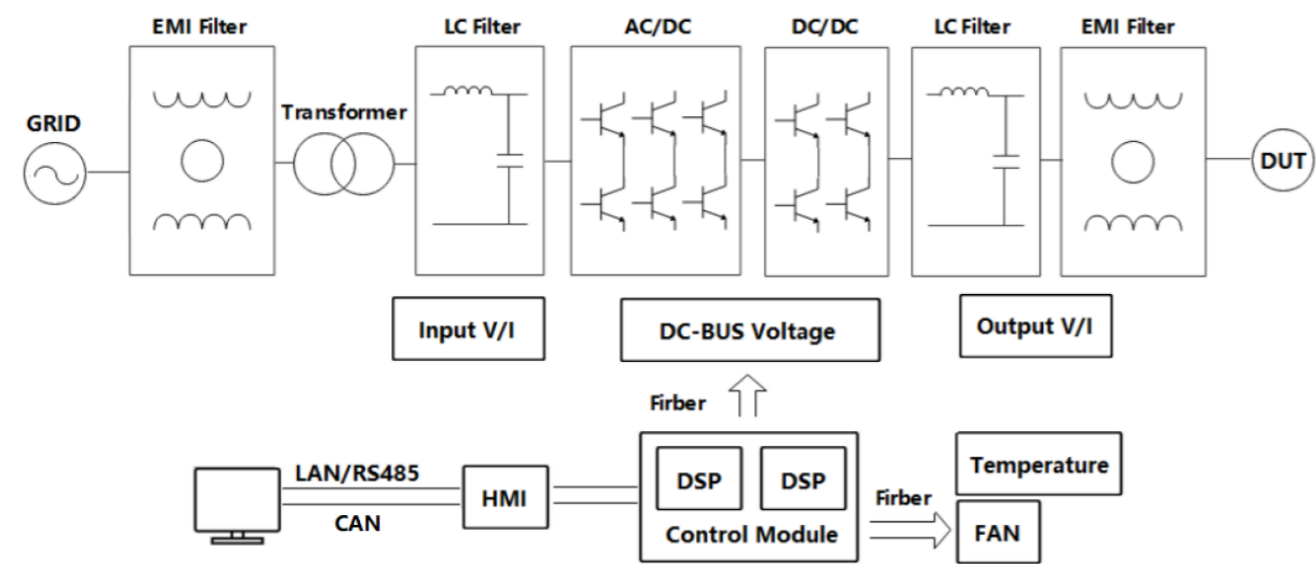 EMI Filter
LC Filter
AC/DC
DC/DC
LC Filter
EMI Filter
GRID
Transformer
DUT
Input V/I
DC-BUS Voltage
Output V/I
Firber
LAN/RS485
CAN
HMI
DSP
DSP
Control Module
Firber
Temperature
FAN